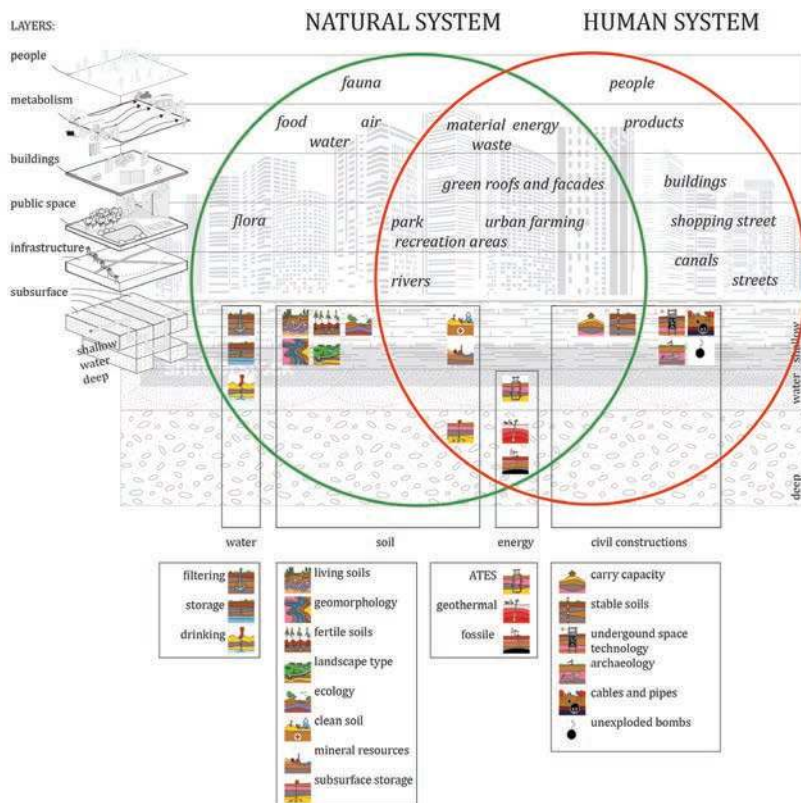 NATURAL SYSTEM HUMAN SYSTEM
LAYERS:
people
metabolism
buildings
public space
infrastructure
subsurface
shallow
water
deep
fauna people
food air material energy products
water waste
green roofs and facades buildings
flora park urban farming shopping street
recreation areas
canals
rivers streets
shallow
water
deep
water soil energy civil constructions
filtering
storage
drinking
living soils
geomorphology
fertile soils
landscape type
ecology
clean soil
mineral resources
subsurface storage
ATES
geothermal
fossile
carry capacity
stable soils
undergound space
technology
archaeology
cables and pipes
unexploded bombs